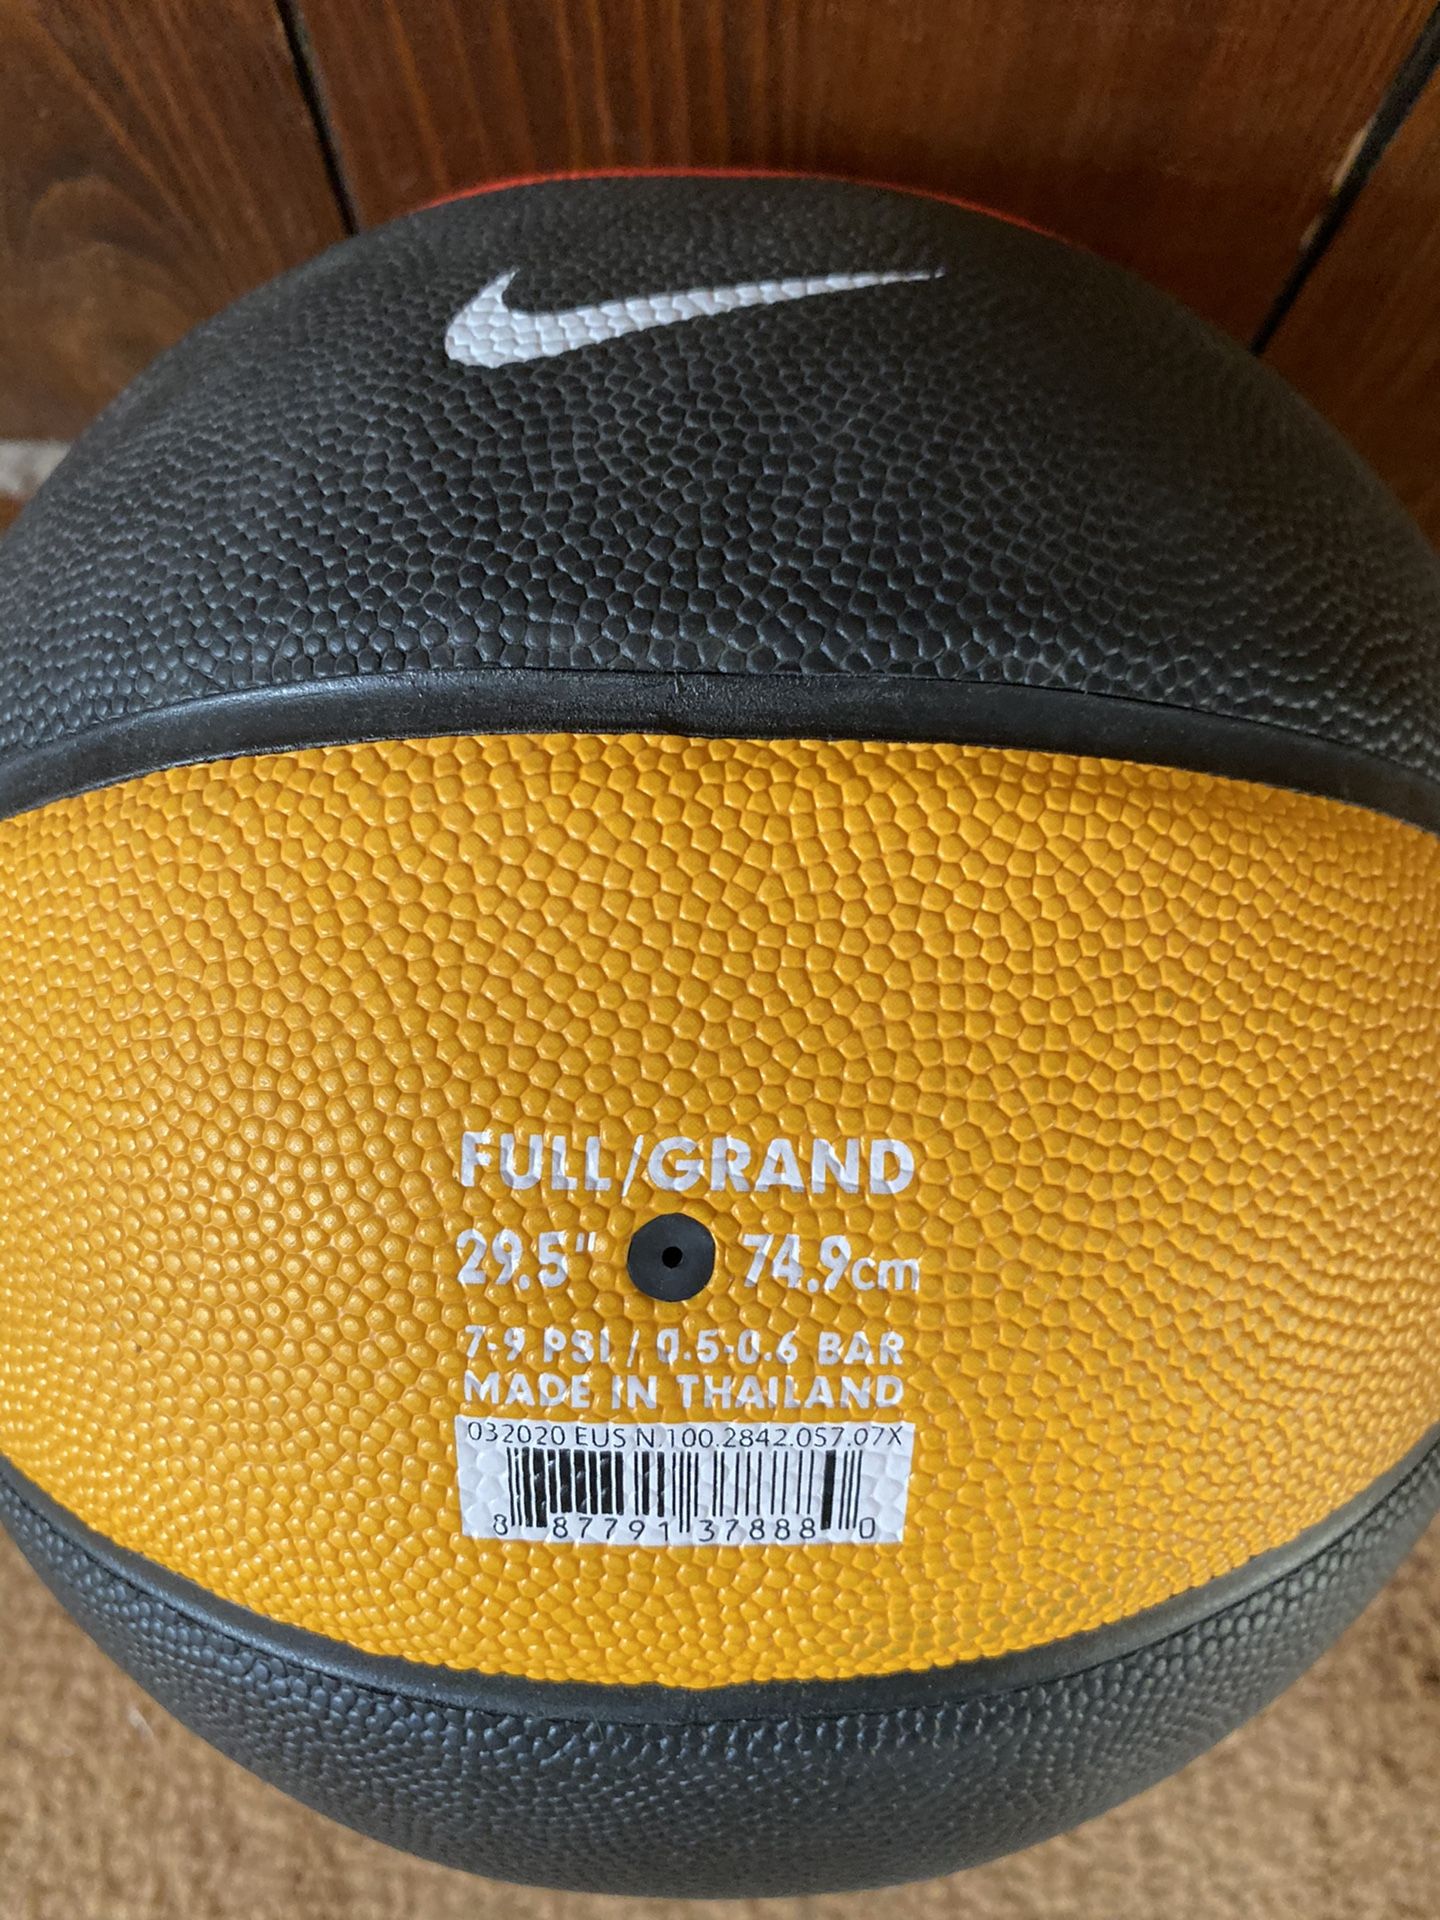 FULL/GRAND
29.5" 74.9cm
7-9 PSI / 0.5-0.6 BAR
MADE IN THAILAND
032020 EUS N.100.2842.057.07X
8 87791 37888 0